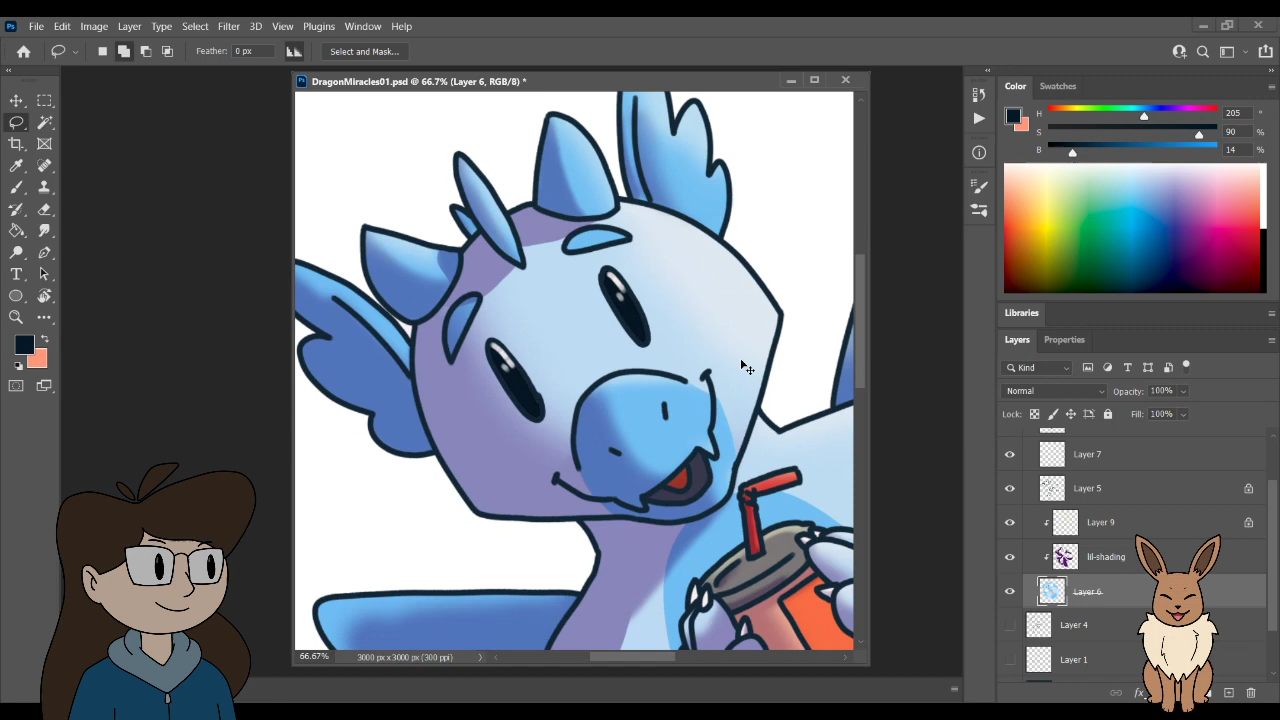 Ps File Edit Image Layer Type Select Filter 3D View Plugins Window Help
Feather: 0 px Select and Mask...
Ps DragonMiracles01.psd @ 66.7% (Layer 6, RGB/8) *
Color Swatches
H 205 °
S 90 %
B 14 %
Libraries
Layers Properties
Kind
Normal Opacity: 100%
Lock: Fill: 100%
Layer 7
Layer 5
Layer 9
lil-shading
Layer 6
Layer 4
Layer 1
66.67% 3000 px x 3000 px (300 ppi)
fx